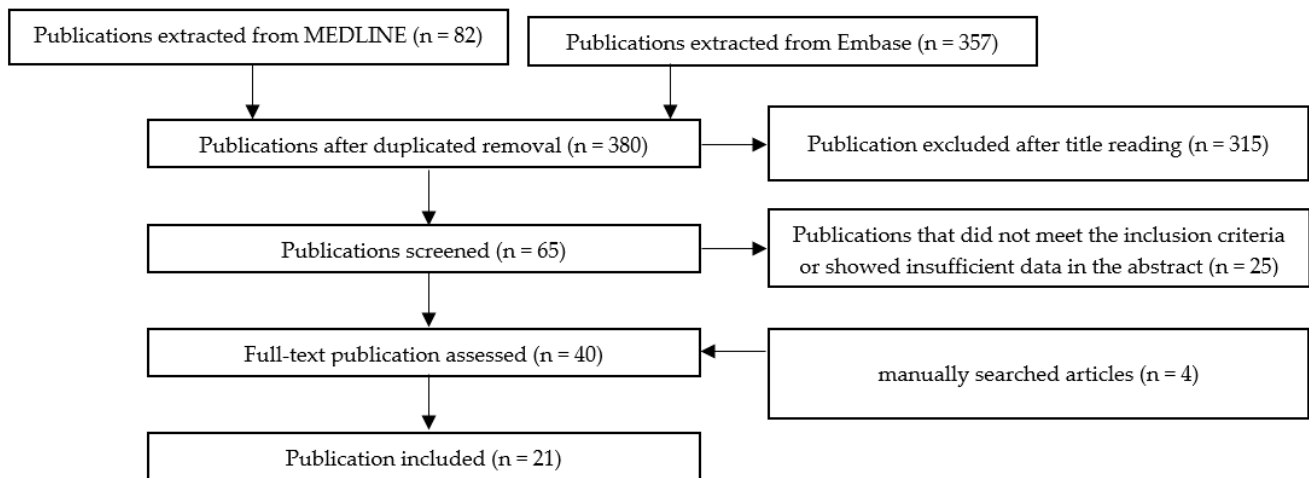 Publications extracted from MEDLINE (n = 82)
Publications extracted from Embase (n = 357)
Publications after duplicated removal (n = 380)
Publication excluded after title reading (n = 315)
Publications screened (n = 65)
Publications that did not meet the inclusion criteria
or showed insufficient data in the abstract (n = 25)
Full-text publication assessed (n = 40)
manually searched articles (n = 4)
Publication included (n = 21)